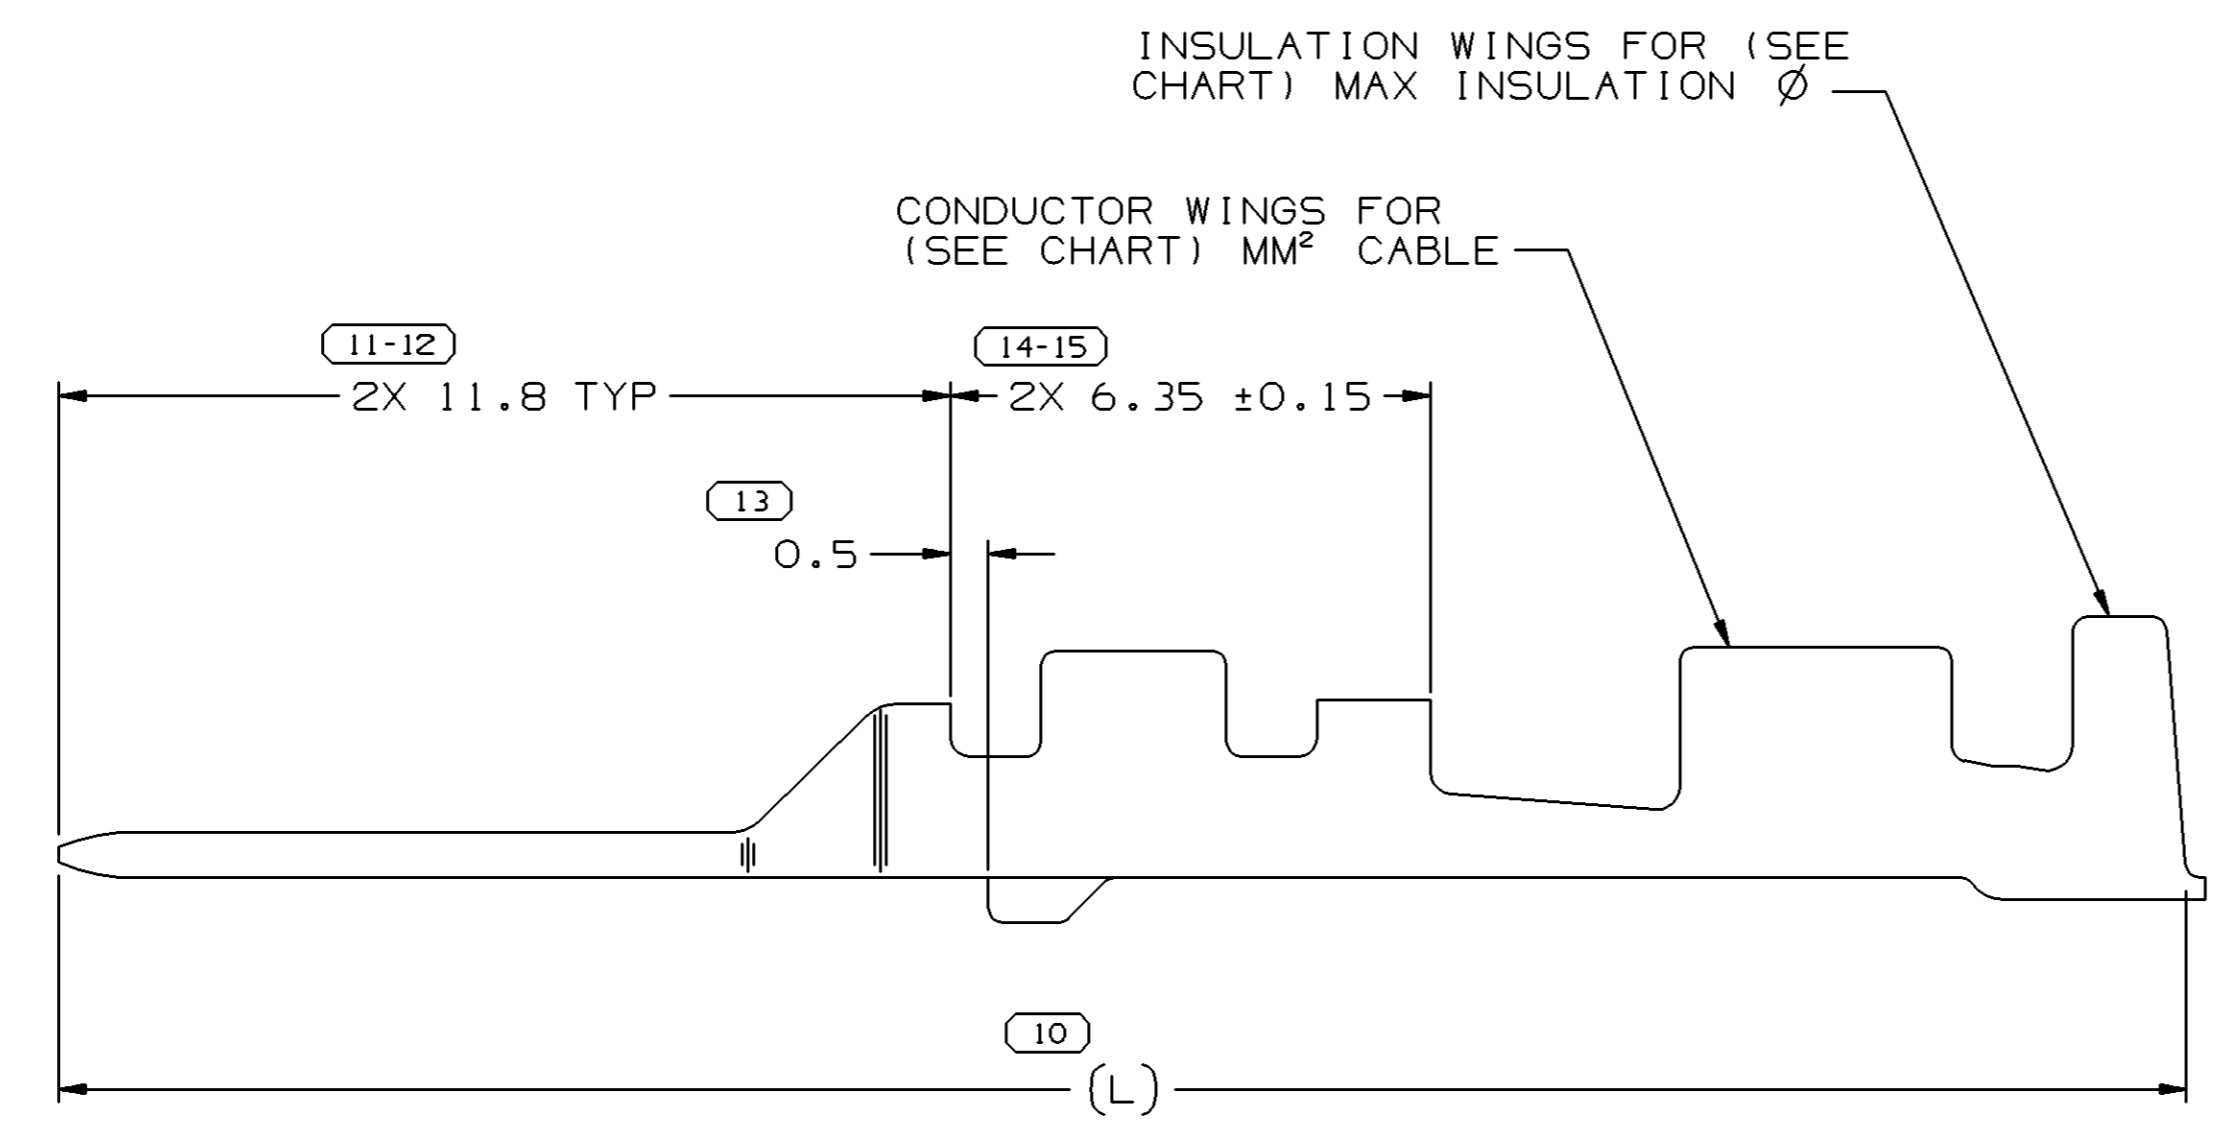 INSULATION WINGS FOR (SEE
CHART) MAX INSULATION Ø
CONDUCTOR WINGS FOR
(SEE CHART) MM² CABLE
11-12
14-15
2X 11.8 TYP
2X 6.35 ±0.15
13
0.5
10
(L)